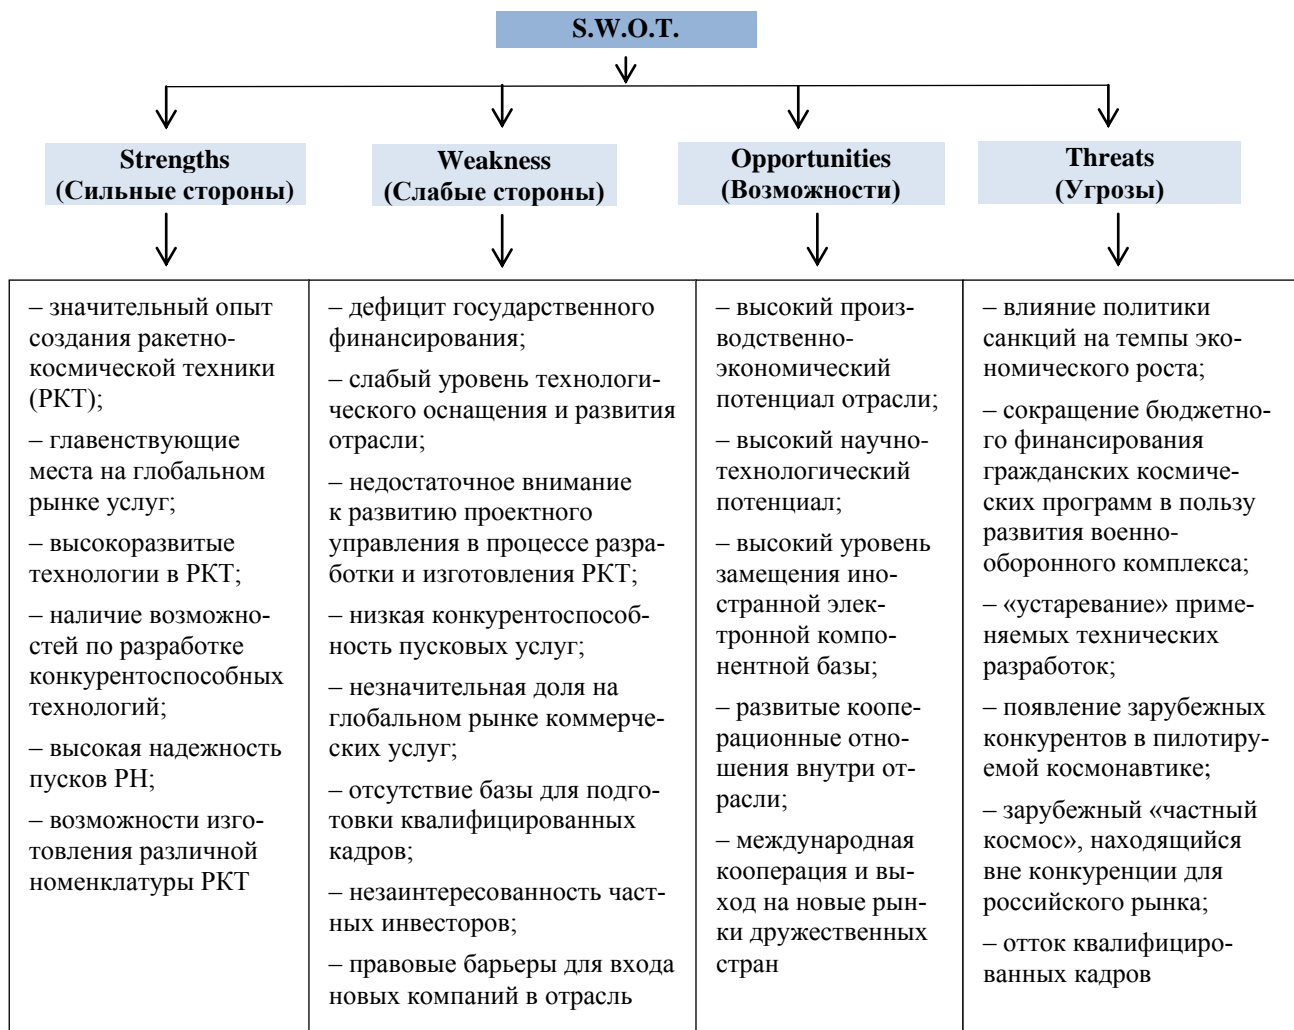 S.W.O.T.
Strengths
(Сильные стороны)
Weakness
(Слабые стороны)
Opportunities
(Возможности)
Threats
(Угрозы)
– значительный опыт
создания ракетно-
космической техники
(РКТ);
– главенствующие
места на глобальном
рынке услуг;
– высокоразвитые
технологии в РКТ;
– наличие возможно-
стей по разработке
конкурентоспособных
технологий;
– высокая надежность
пусков РН;
– возможности изго-
товления различной
номенклатуры РКТ
– дефицит государственного
финансирования;
– слабый уровень технологи-
ческого оснащения и развития
отрасли;
– недостаточное внимание
к развитию проектного
управления в процессе разра-
ботки и изготовления РКТ;
– низкая конкурентоспособ-
ность пусковых услуг;
– незначительная доля на
глобальном рынке коммерче-
ских услуг;
– отсутствие базы для подго-
товки квалифицированных
кадров;
– незаинтересованность част-
ных инвесторов;
– правовые барьеры для входа
новых компаний в отрасль
– высокий произ-
водственно-
экономический
потенциал отрасли;
– высокий научно-
технологический
потенциал;
– высокий уровень
замещения ино-
странной элек-
тронной компо-
нентной базы;
– развитые коопе-
рационные отно-
шения внутри от-
расли;
– международная
кооперация и вы-
ход на новые рын-
ки дружественных
стран
– влияние политики
санкций на темпы эко-
номического роста;
– сокращение бюджетно-
го финансирования
гражданских космиче-
ских программ в пользу
развития военно-
оборонного комплекса;
– «устаревание» приме-
няемых технических
разработок;
– появление зарубежных
конкурентов в пилотиру-
емой космонавтике;
– зарубежный «частный
космос», находящийся
вне конкуренции для
российского рынка;
– отток квалифициро-
ванных кадров